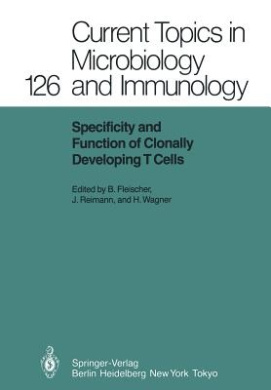 Current Topics in
Microbiology
126 and Immunology
Specificity and
Function of Clonally
Developing T Cells
Edited by B. Fleischer,
J. Reimann, and H. Wagner
Springer-Verlag
Berlin Heidelberg New York Tokyo